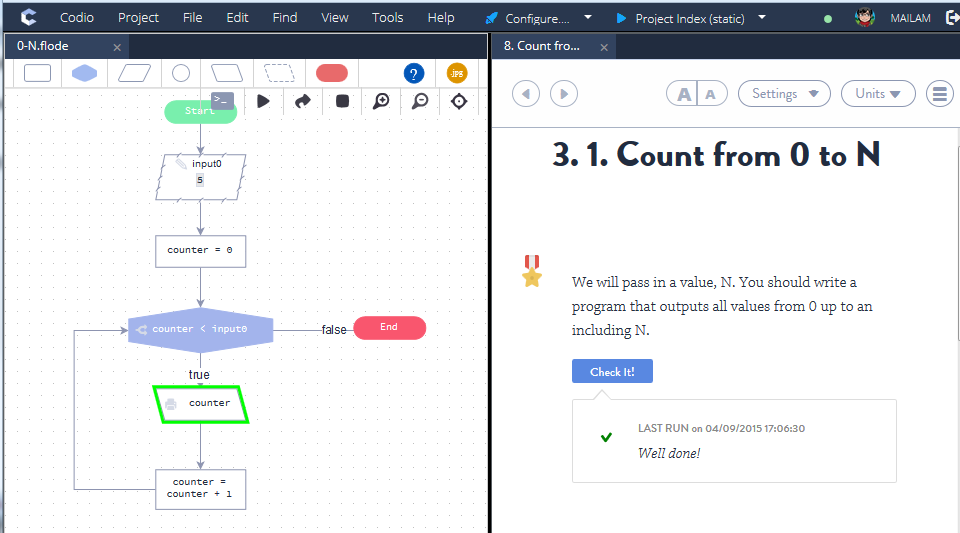 Codio Project File Edit Find View Tools Help Configure.... Project Index (static) MAILAM
0-N.flode ×
8. Count fro... ×
? .JPG
>_
Start
input0
5
counter = 0
counter < input0
false
End
true
counter
counter =
counter + 1
A A Settings Units
3. 1. Count from 0 to N
We will pass in a value, N. You should write a
program that outputs all values from 0 up to an
including N.
Check It!
LAST RUN on 04/09/2015 17:06:30
Well done!